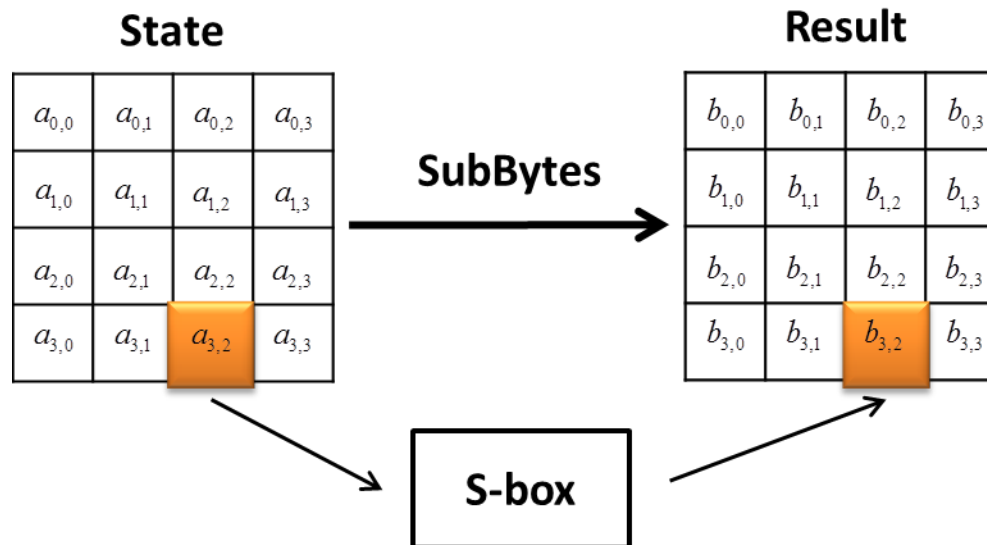 State
Result
a0,0 a0,1 a0,2 a0,3
a1,0 a1,1 a1,2 a1,3
a2,0 a2,1 a2,2 a2,3
a3,0 a3,1 a3,2 a3,3
SubBytes
b0,0 b0,1 b0,2 b0,3
b1,0 b1,1 b1,2 b1,3
b2,0 b2,1 b2,2 b2,3
b3,0 b3,1 b3,2 b3,3
S-box